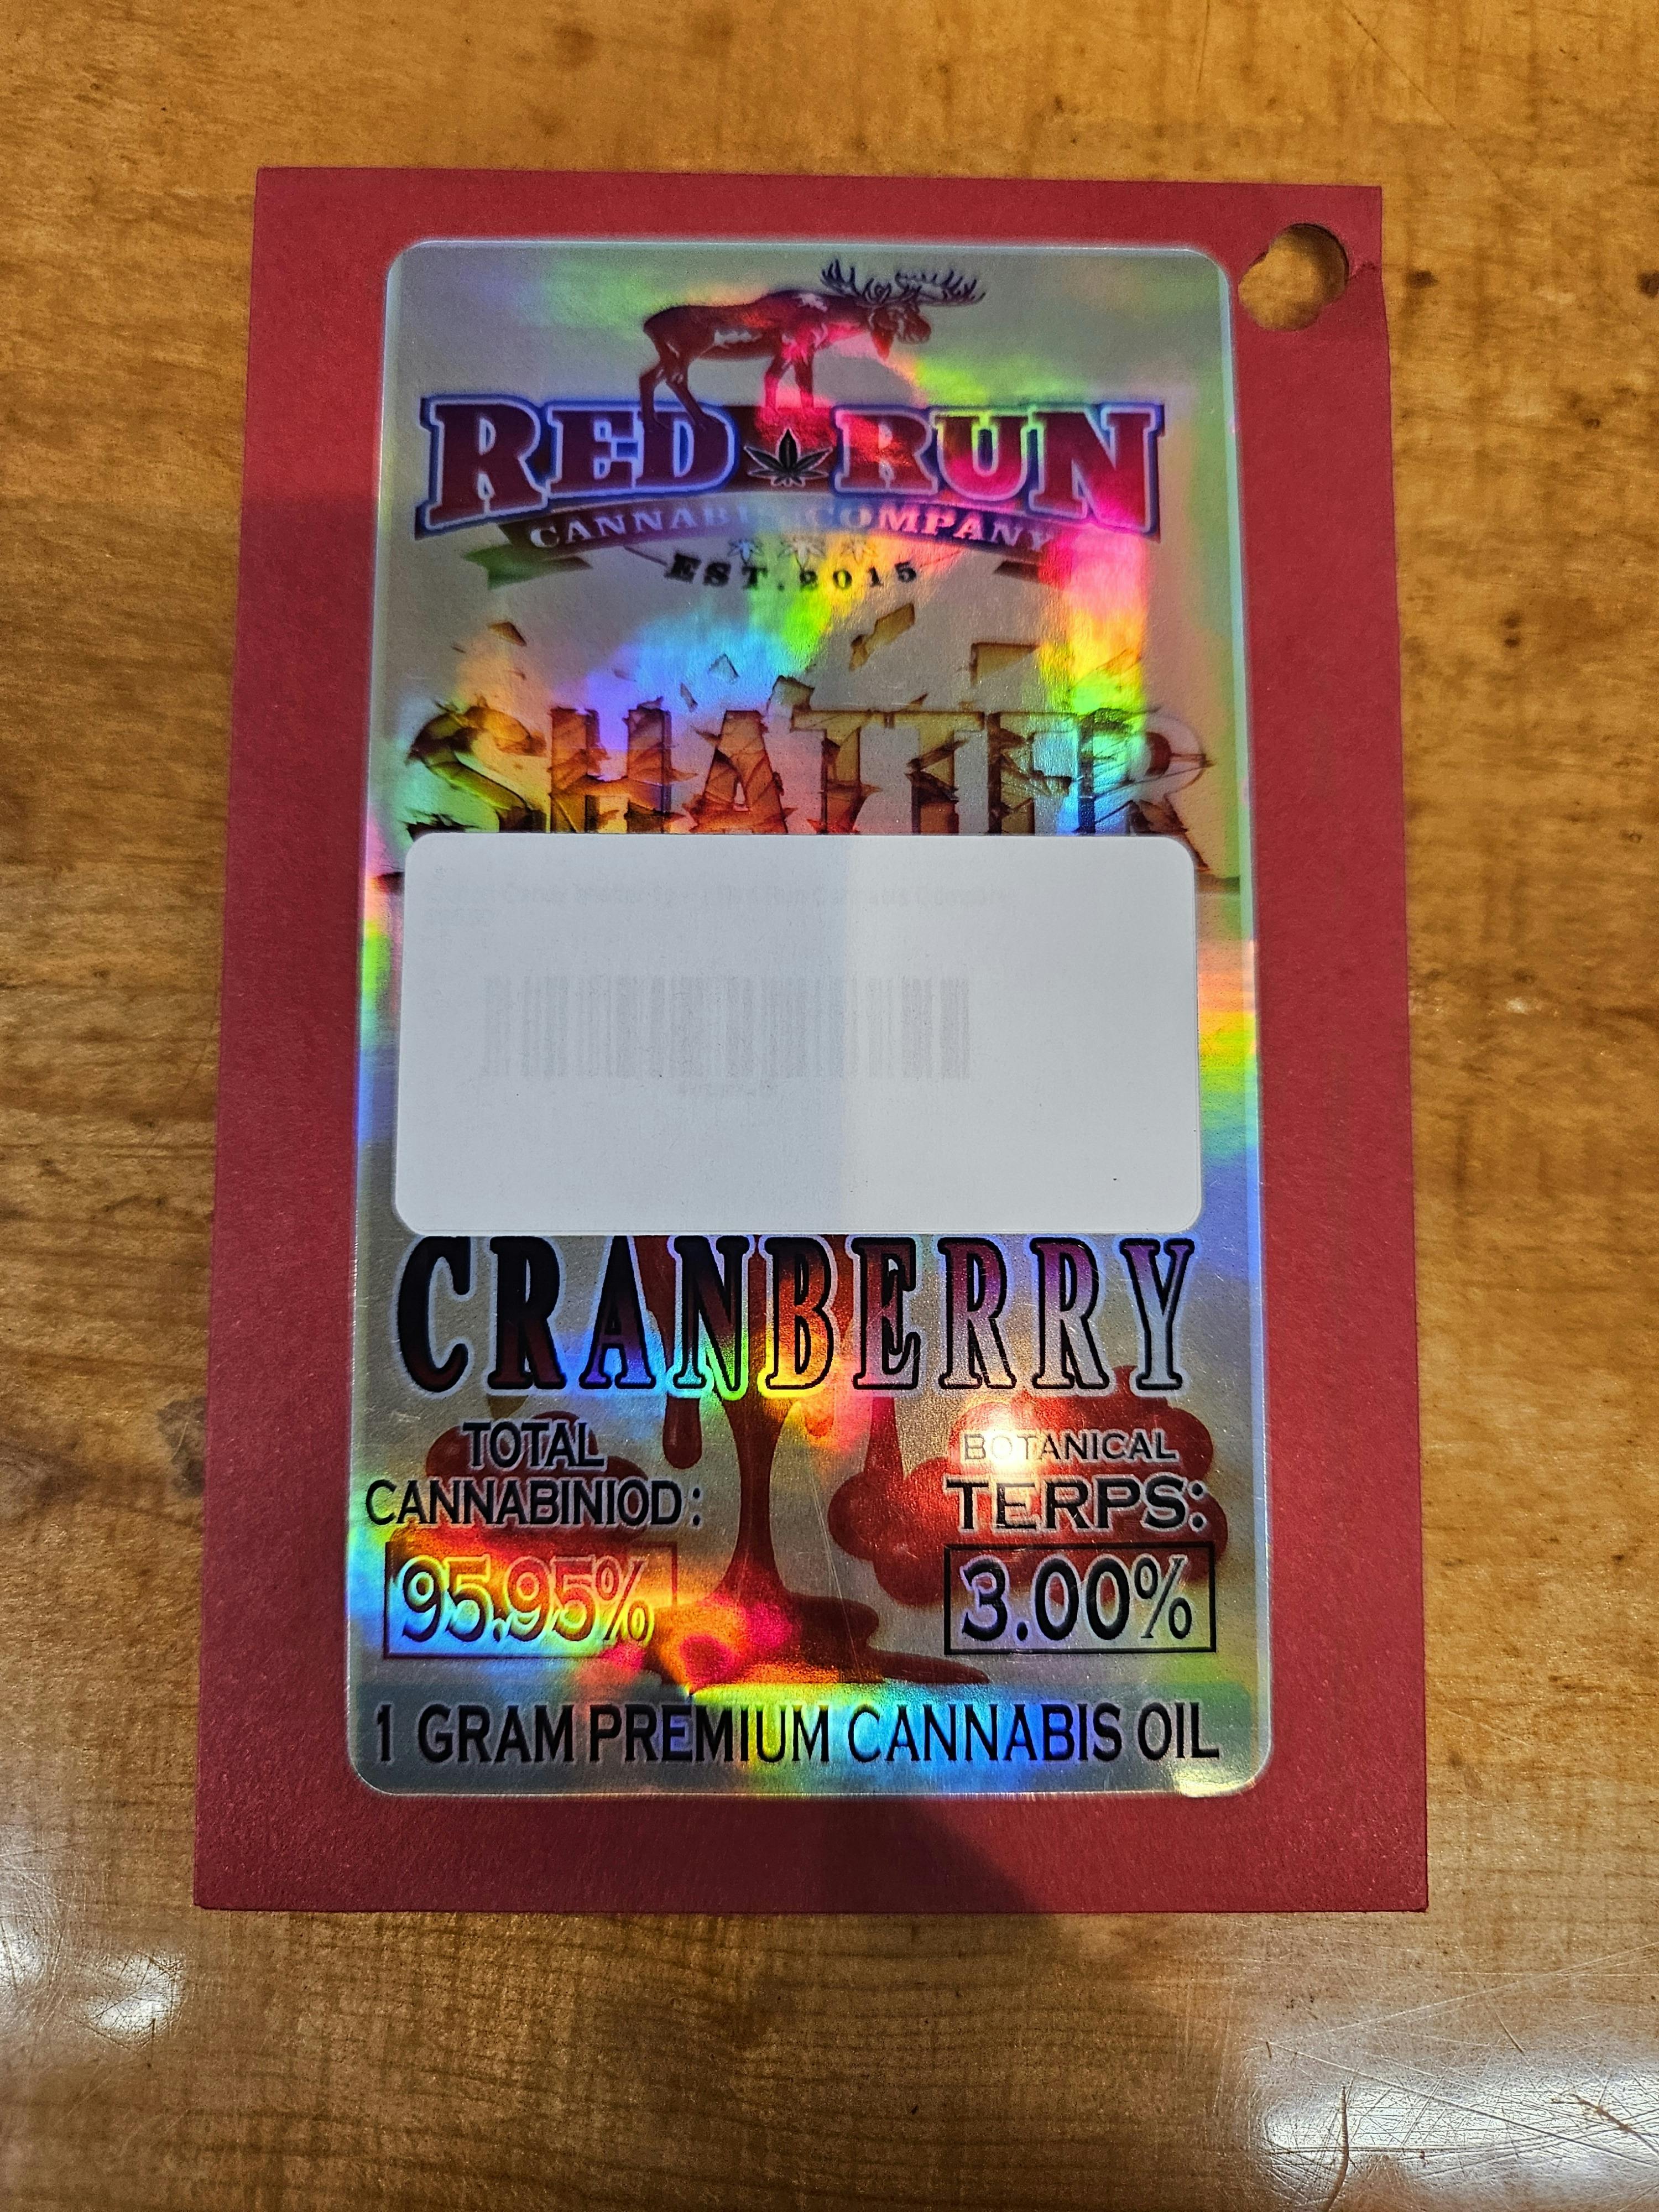 RED RUN
CANNABIS COMPANY
EST. 2015
SHATTER
CRANBERRY
TOTAL
CANNABINIOD:
95.95%
BOTANICAL
TERPS:
3.00%
1 GRAM PREMIUM CANNABIS OIL